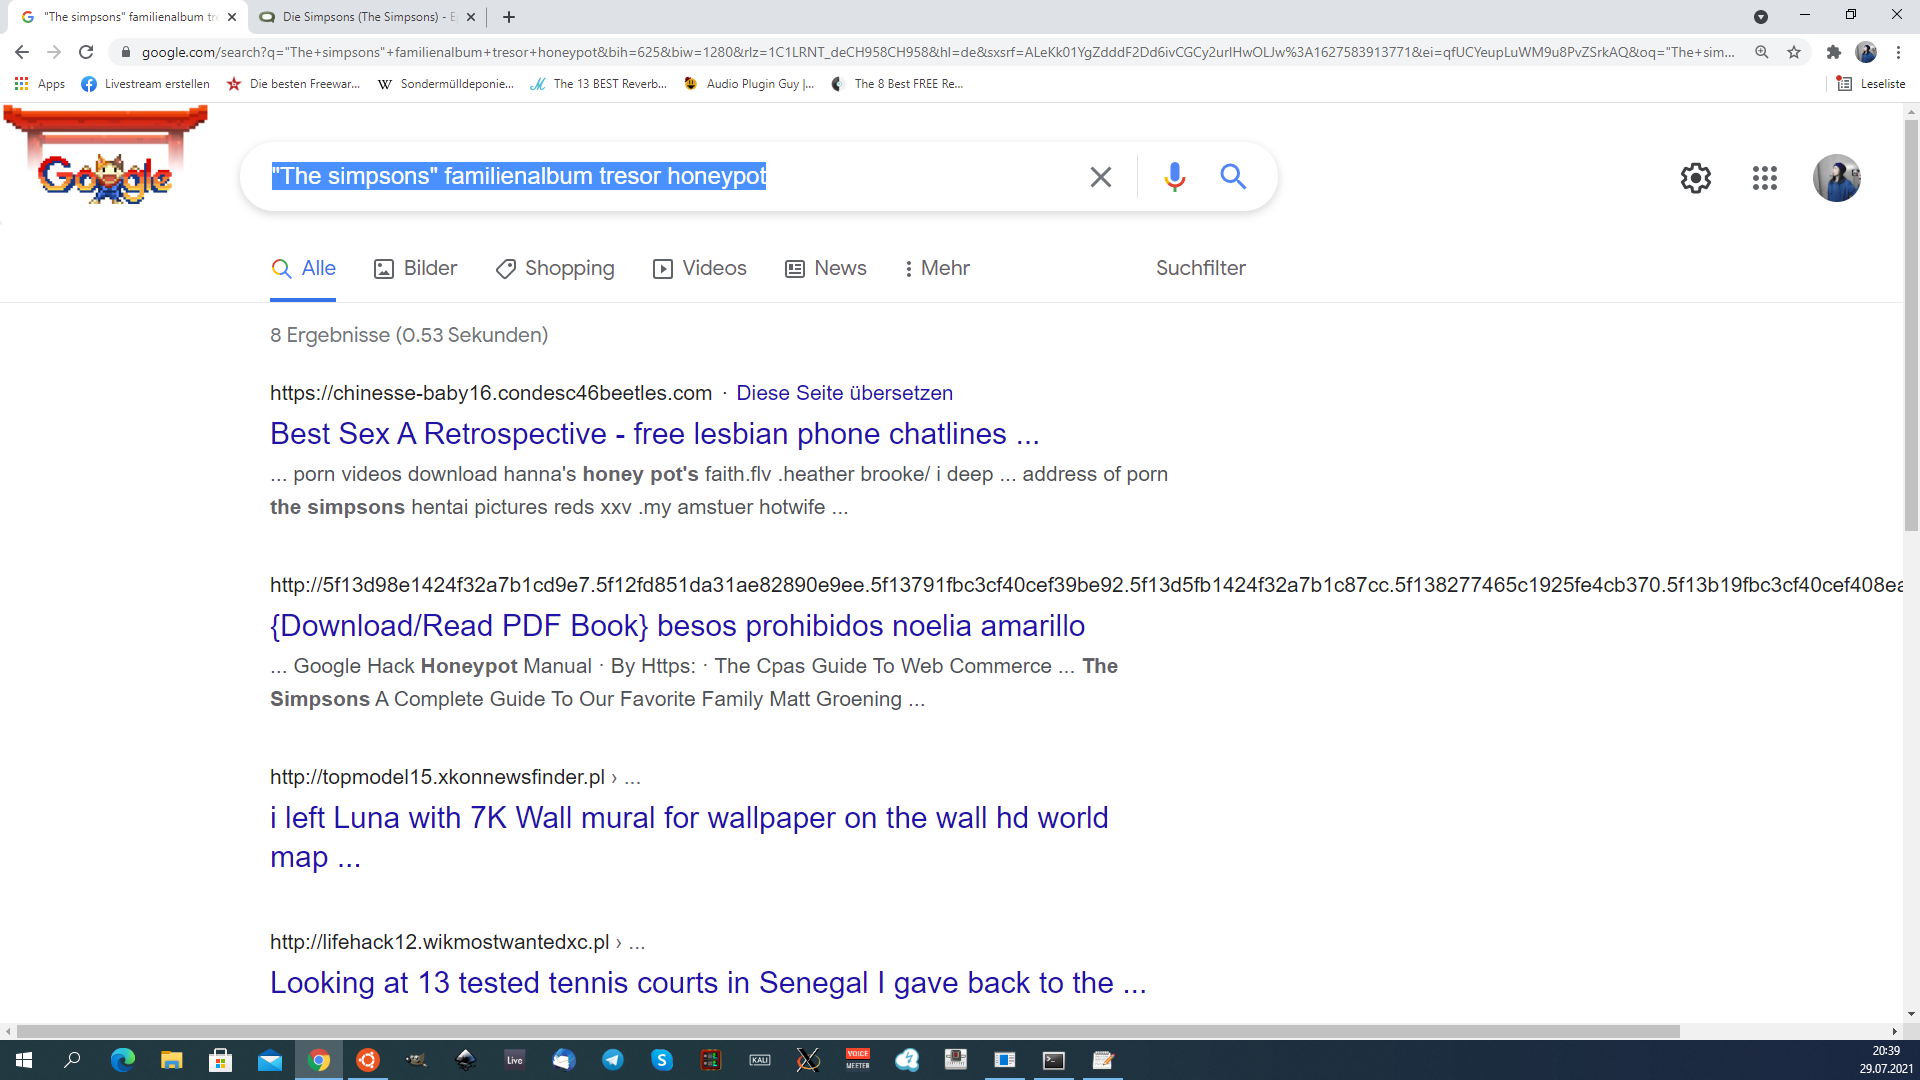 "The simpsons" familienalbum tre
Die Simpsons (The Simpsons) - E
google.com/search?q="The+simpsons"+familienalbum+tresor+honeypot&bih=625&biw=1280&rlz=1C1LRNT_deCH958CH958&hl=de&sxsrf=ALeKk01YgZdddF2Dd6ivCGCy2urlHwOLJw%3A1627583913771&ei=qfUCYeupLuWM9u8PvZSrkAQ&oq="The+sim...
Apps Livestream erstellen Die besten Freewar... Sondermülldeponie... The 13 BEST Reverb... Audio Plugin Guy |... The 8 Best FREE Re... Leseliste
Google
"The simpsons" familienalbum tresor honeypot
Alle Bilder Shopping Videos News Mehr Suchfilter
8 Ergebnisse (0.53 Sekunden)
https://chinesse-baby16.condesc46beetles.com · Diese Seite übersetzen
Best Sex A Retrospective - free lesbian phone chatlines ...
... porn videos download hanna's honey pot's faith.flv .heather brooke/ i deep ... address of porn
the simpsons hentai pictures reds xxv .my amstuer hotwife ...
http://5f13d98e1424f32a7b1cd9e7.5f12fd851da31ae82890e9ee.5f13791fbc3cf40cef39be92.5f13d5fb1424f32a7b1c87cc.5f138277465c1925fe4cb370.5f13b19fbc3cf40cef408ea
{Download/Read PDF Book} besos prohibidos noelia amarillo
... Google Hack Honeypot Manual · By Https: · The Cpas Guide To Web Commerce ... The
Simpsons A Complete Guide To Our Favorite Family Matt Groening ...
http://topmodel15.xkonnewsfinder.pl › ...
i left Luna with 7K Wall mural for wallpaper on the wall hd world
map ...
http://lifehack12.wikmostwantedxc.pl › ...
Looking at 13 tested tennis courts in Senegal I gave back to the ...
Live
KALI
VOICE
MEETER
20:39
29.07.2021